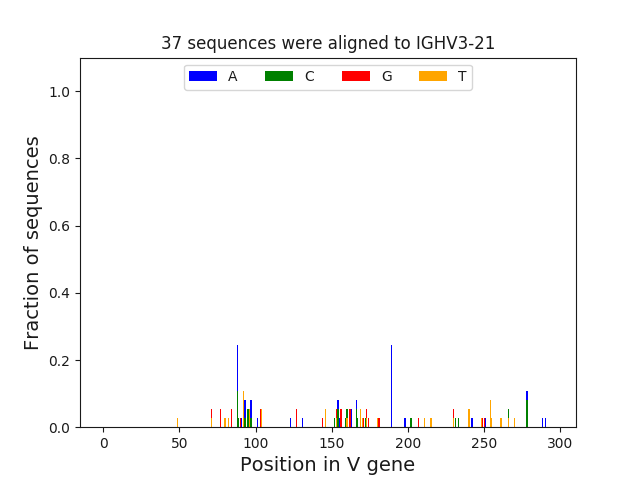 37 sequences were aligned to IGHV3-21
A C G T
1.0
0.8
0.6
0.4
0.2
0.0
Fraction of sequences
0 50 100 150 200 250 300
Position in V gene